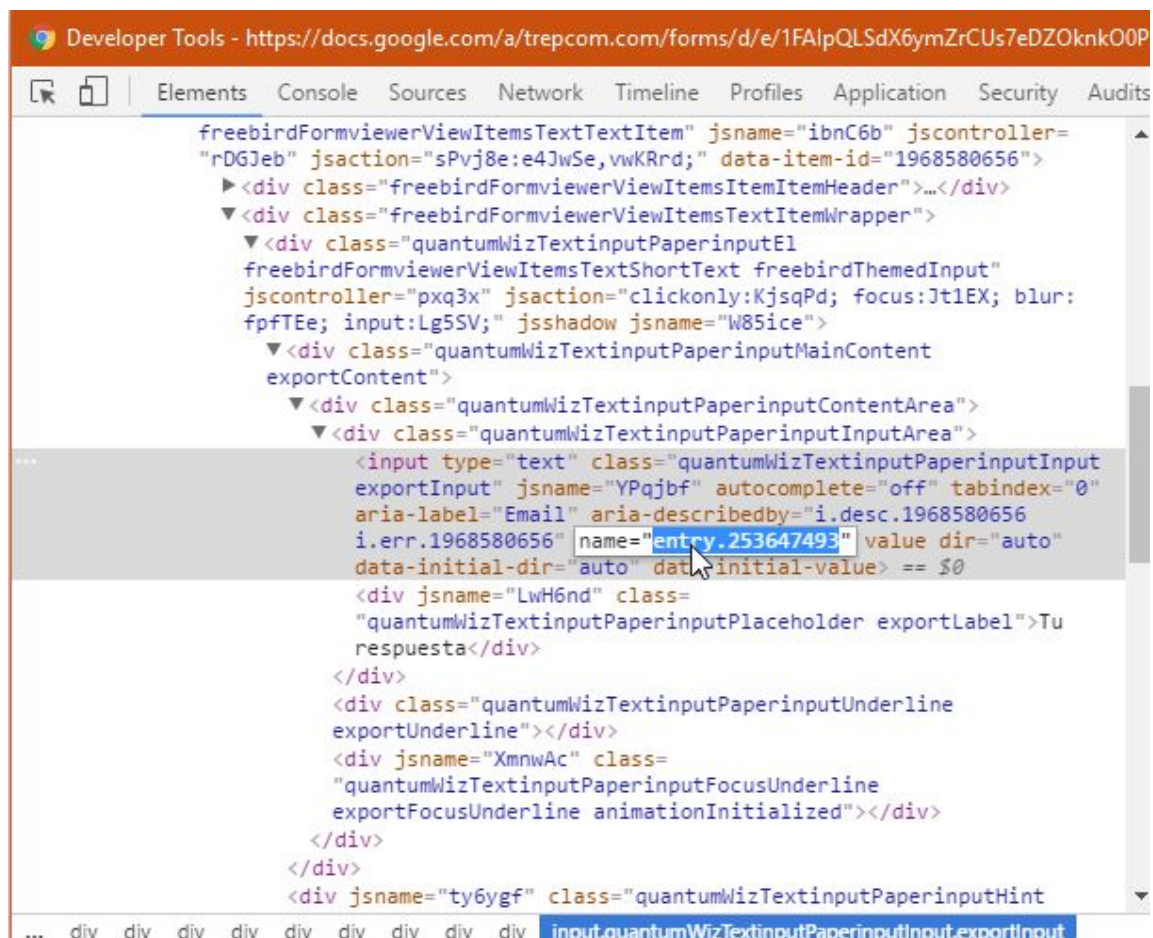 Developer Tools - https://docs.google.com/a/trepcom.com/forms/d/e/1FAIpQLSdX6ymZrCUs7eDZOknkO0P
Elements Console Sources Network Timeline Profiles Application Security Audits
freebirdFormviewerViewItemsTextTextItem" jsname="ibnC6b" jscontroller=
"rDGJeb" jsaction="sPvj8e:e4JwSe,vwKRrd;" data-item-id="1968580656">
▶<div class="freebirdFormviewerViewItemsItemItemHeader">…</div>
▼<div class="freebirdFormviewerViewItemsTextItemWrapper">
▼<div class="quantumWizTextinputPaperinputEl
freebirdFormviewerViewItemsTextShortText freebirdThemedInput"
jscontroller="pxq3x" jsaction="clickonly:KjsqPd; focus:Jt1EX; blur:
fpfTEe; input:Lg5SV;" jsshadow jsname="W85ice">
▼<div class="quantumWizTextinputPaperinputMainContent
exportContent">
▼<div class="quantumWizTextinputPaperinputContentArea">
▼<div class="quantumWizTextinputPaperinputInputArea">
<input type="text" class="quantumWizTextinputPaperinputInput
exportInput" jsname="YPqjbf" autocomplete="off" tabindex="0"
aria-label="Email" aria-describedby="i.desc.1968580656
i.err.1968580656" name="entry.253647493" value dir="auto"
data-initial-dir="auto" data-initial-value> == $0
<div jsname="LwH6nd" class=
"quantumWizTextinputPaperinputPlaceholder exportLabel">Tu
respuesta</div>
</div>
<div class="quantumWizTextinputPaperinputUnderline
exportUnderline"></div>
<div jsname="XmnwAc" class=
"quantumWizTextinputPaperinputFocusUnderline
exportFocusUnderline animationInitialized"></div>
</div>
</div>
<div jsname="ty6ygf" class="quantumWizTextinputPaperinputHint
... div div div div div div div div div input.quantumWizTextinputPaperinputInput.exportInput